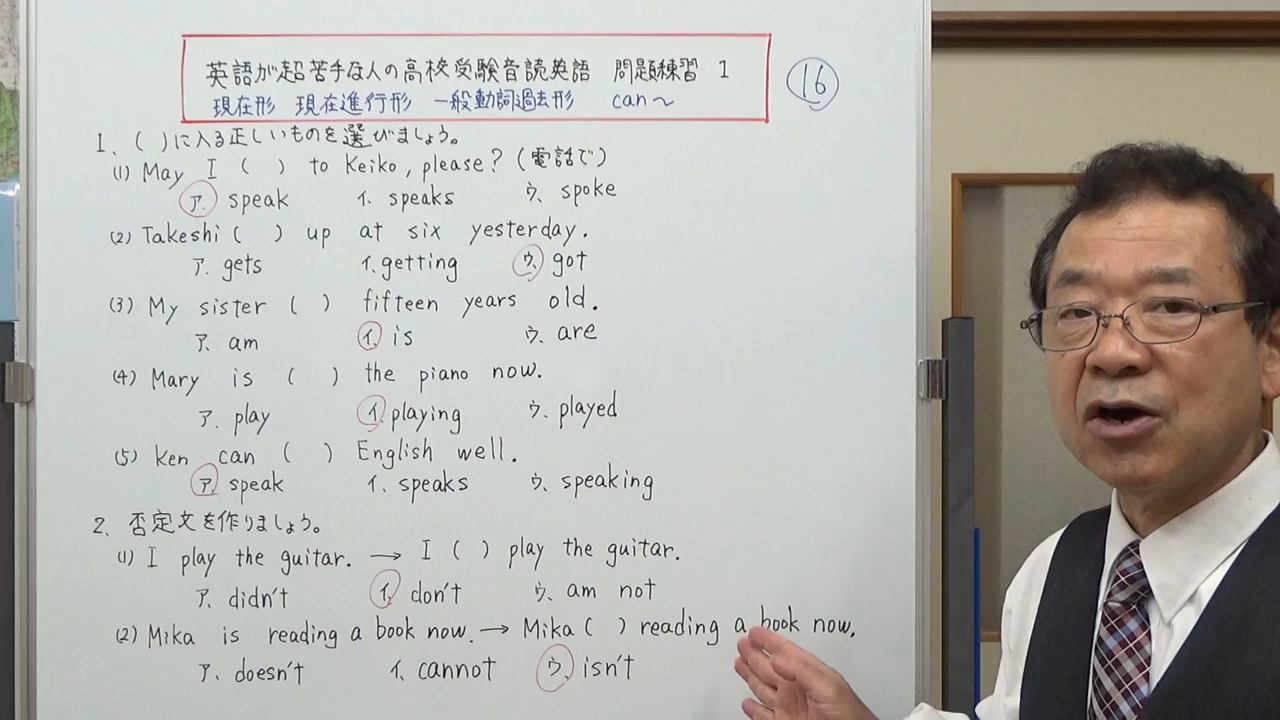 英語が超苦手な人の高校受験音読英語 問題練習 1
現在形 現在進行形 一般動詞過去形 can～
16
1、( )に入る正しいものを選びましょう。
(1) May I ( ) to Keiko, please? (電話で)
ア. speak イ. speaks ウ. spoke
(2) Takeshi ( ) up at six yesterday.
ア. gets イ. getting ウ. got
(3) My sister ( ) fifteen years old.
ア. am イ. is ウ. are
(4) Mary is ( ) the piano now.
ア. play イ. playing ウ. played
(5) Ken can ( ) English well.
ア. speak イ. speaks ウ. speaking
2、否定文を作りましょう。
(1) I play the guitar. → I ( ) play the guitar.
ア. didn't イ. don't ウ. am not
(2) Mika is reading a book now. → Mika ( ) reading a book now.
ア. doesn't イ. cannot ウ. isn't